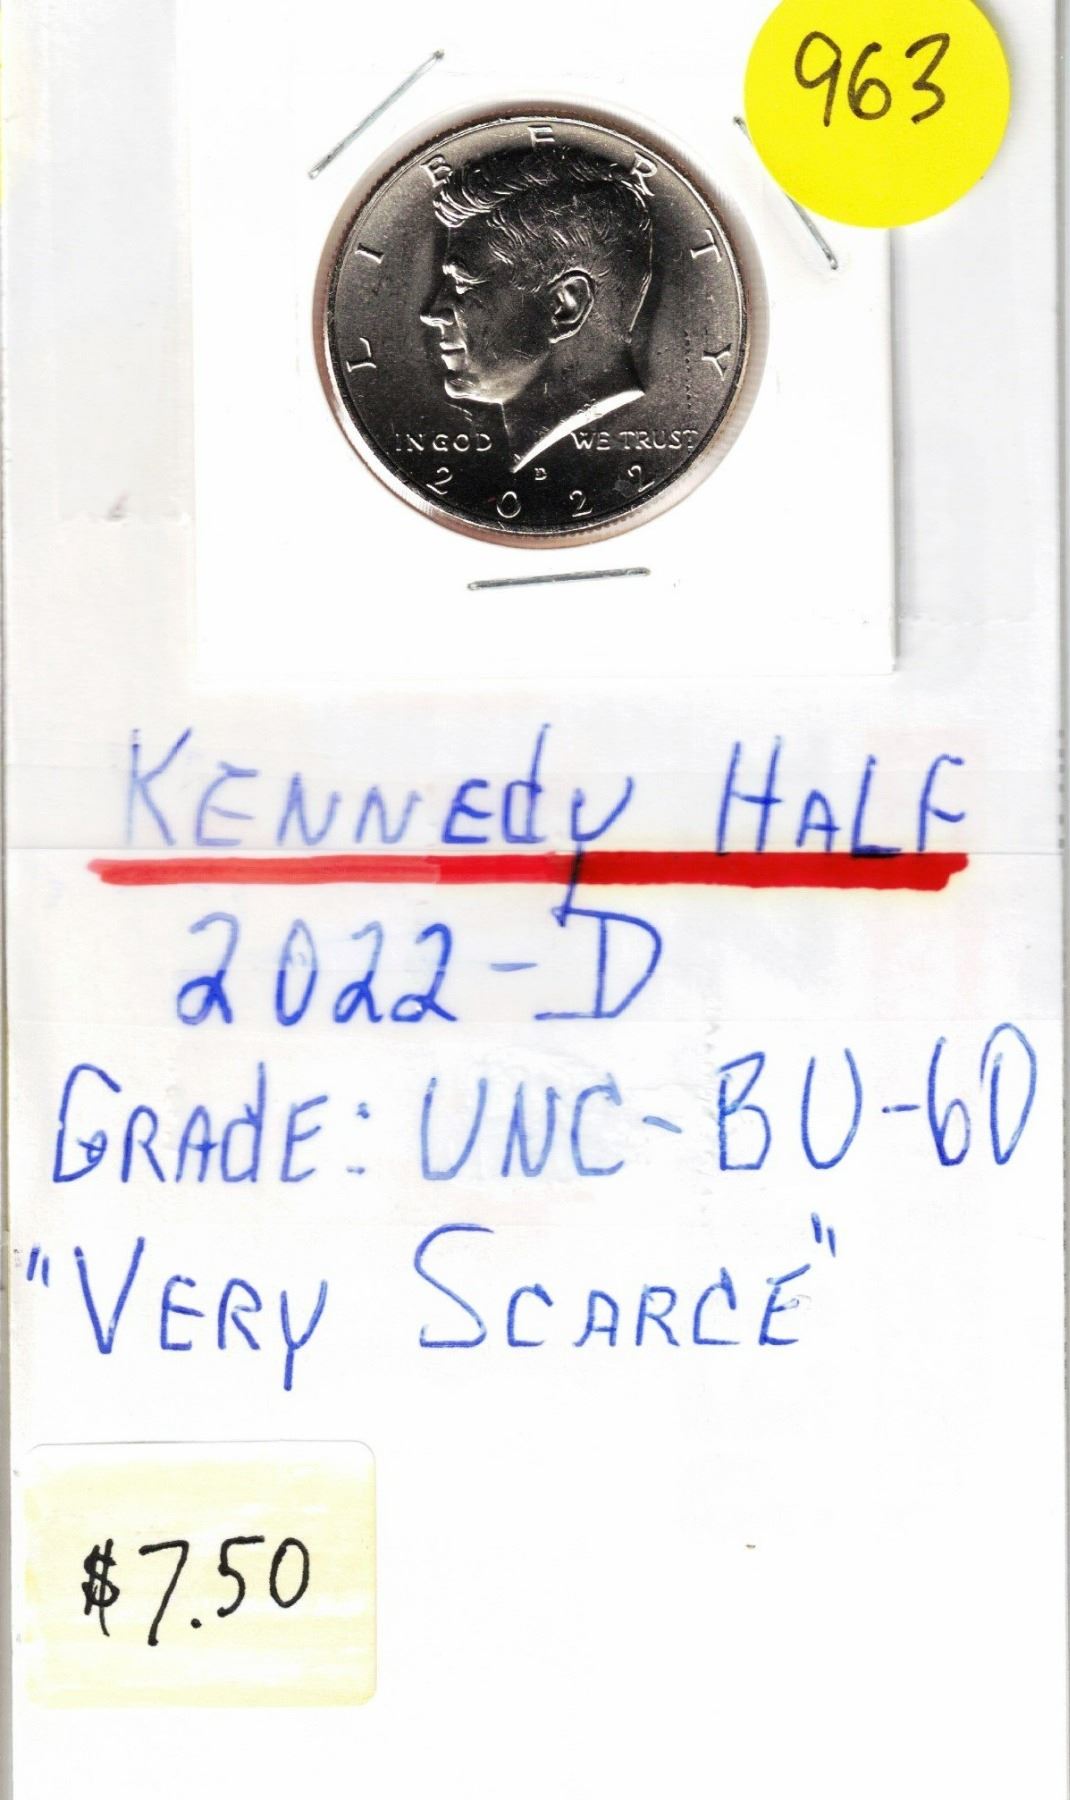 963
LIBERTY
IN GOD WE TRUST
D
2022
KENNEdy HALF
2022-D
GRAdE: UNC-BU-60
"VERY SCARCE"
$7.50